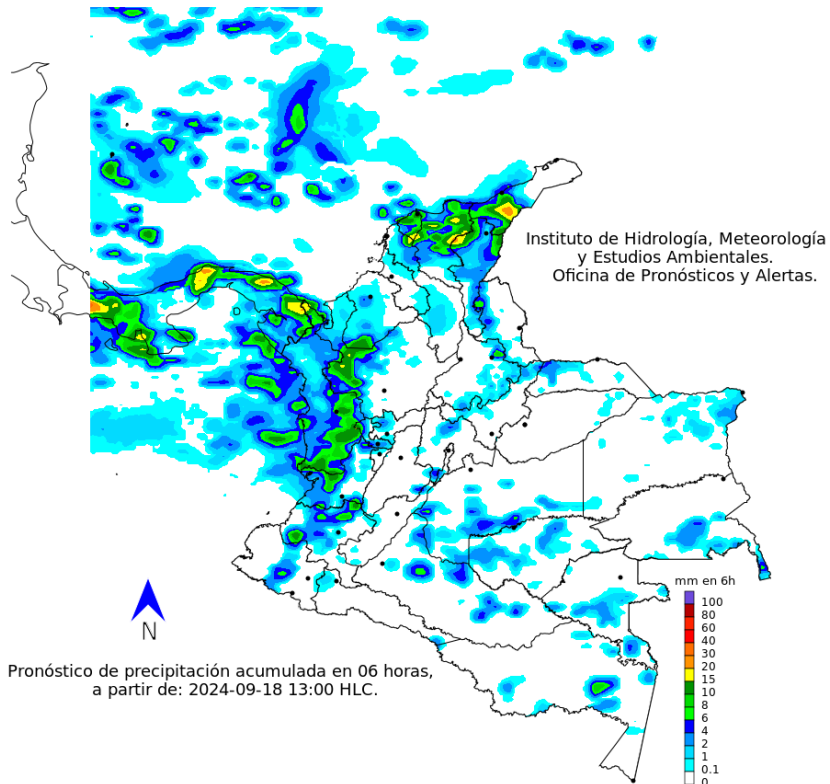 Instituto de Hidrología, Meteorología
y Estudios Ambientales.
Oficina de Pronósticos y Alertas.
N
Pronóstico de precipitación acumulada en 06 horas,
a partir de: 2024-09-18 13:00 HLC.
mm en 6h
100
80
60
40
30
20
15
10
8
6
4
2
1
0.1
0